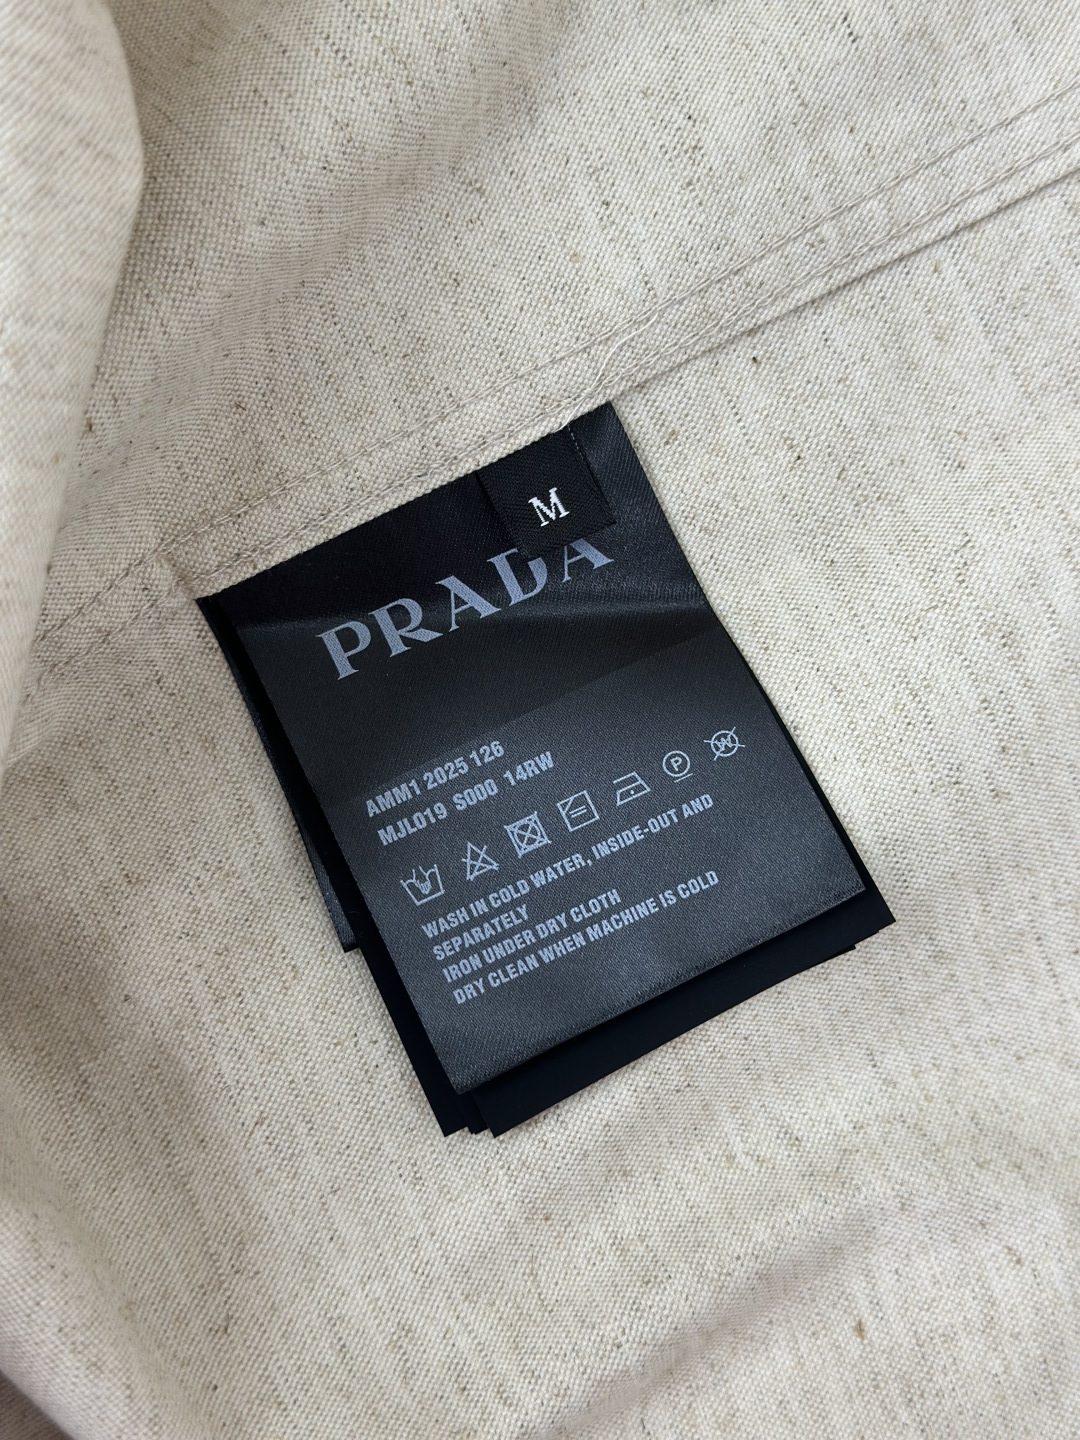 M
PRADA
AMM1 2025 126
MJL019 S000 14RW
P W
WASH IN COLD WATER, INSIDE-OUT AND
SEPARATELY
IRON UNDER DRY CLOTH
DRY CLEAN WHEN MACHINE IS COLD